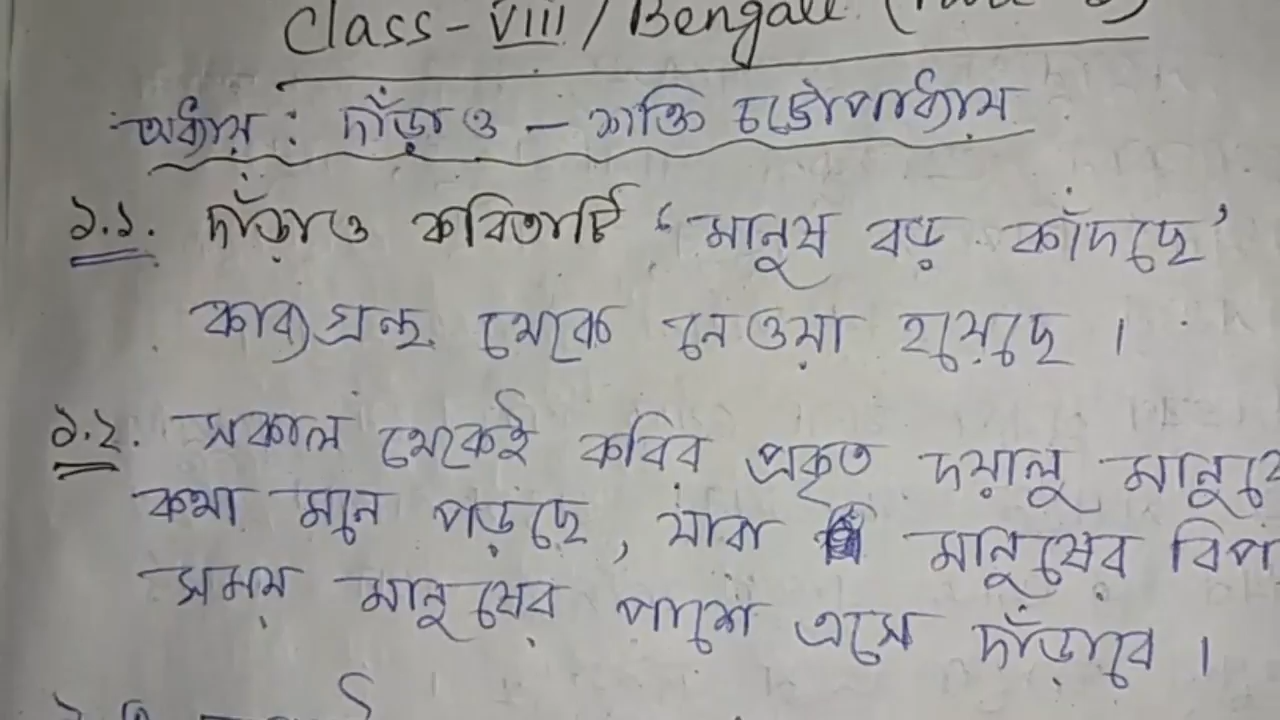 Class - VIII / Bengali
অধ্যায় : দাঁড়াও - শক্তি চট্টোপাধ্যায়
১.১. দাঁড়াও কবিতাটি ‘মানুষ বড় কাঁদছে’
কাব্যগ্রন্থ থেকে নেওয়া হয়েছে ।
১.২. সকাল থেকেই কবির প্রকৃত দয়ালু
কথা মনে পড়ছে, যারা মানুষের
সময় মানুষের পাশে এসে দাঁড়াবে ।